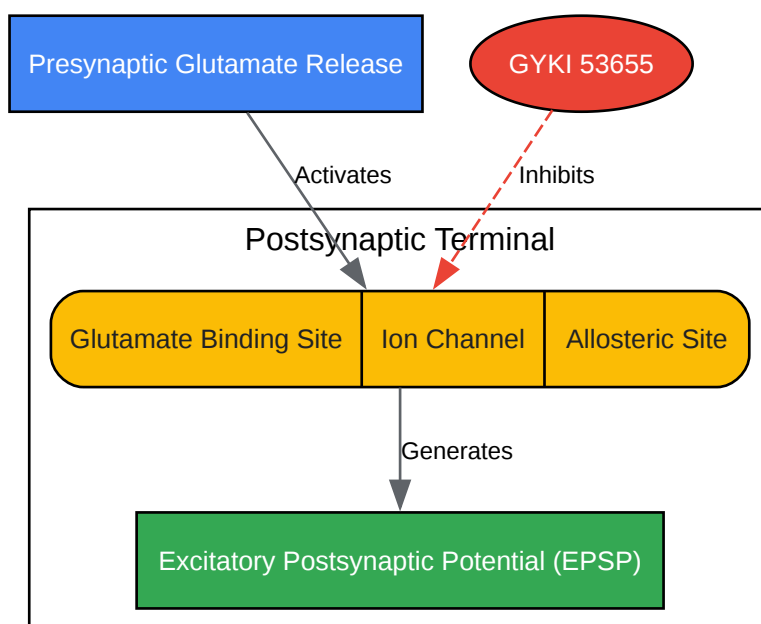 Presynaptic Glutamate Release
GYKI 53655
Activates
Inhibits
Postsynaptic Terminal
Glutamate Binding Site
Ion Channel
Allosteric Site
Generates
Excitatory Postsynaptic Potential (EPSP)